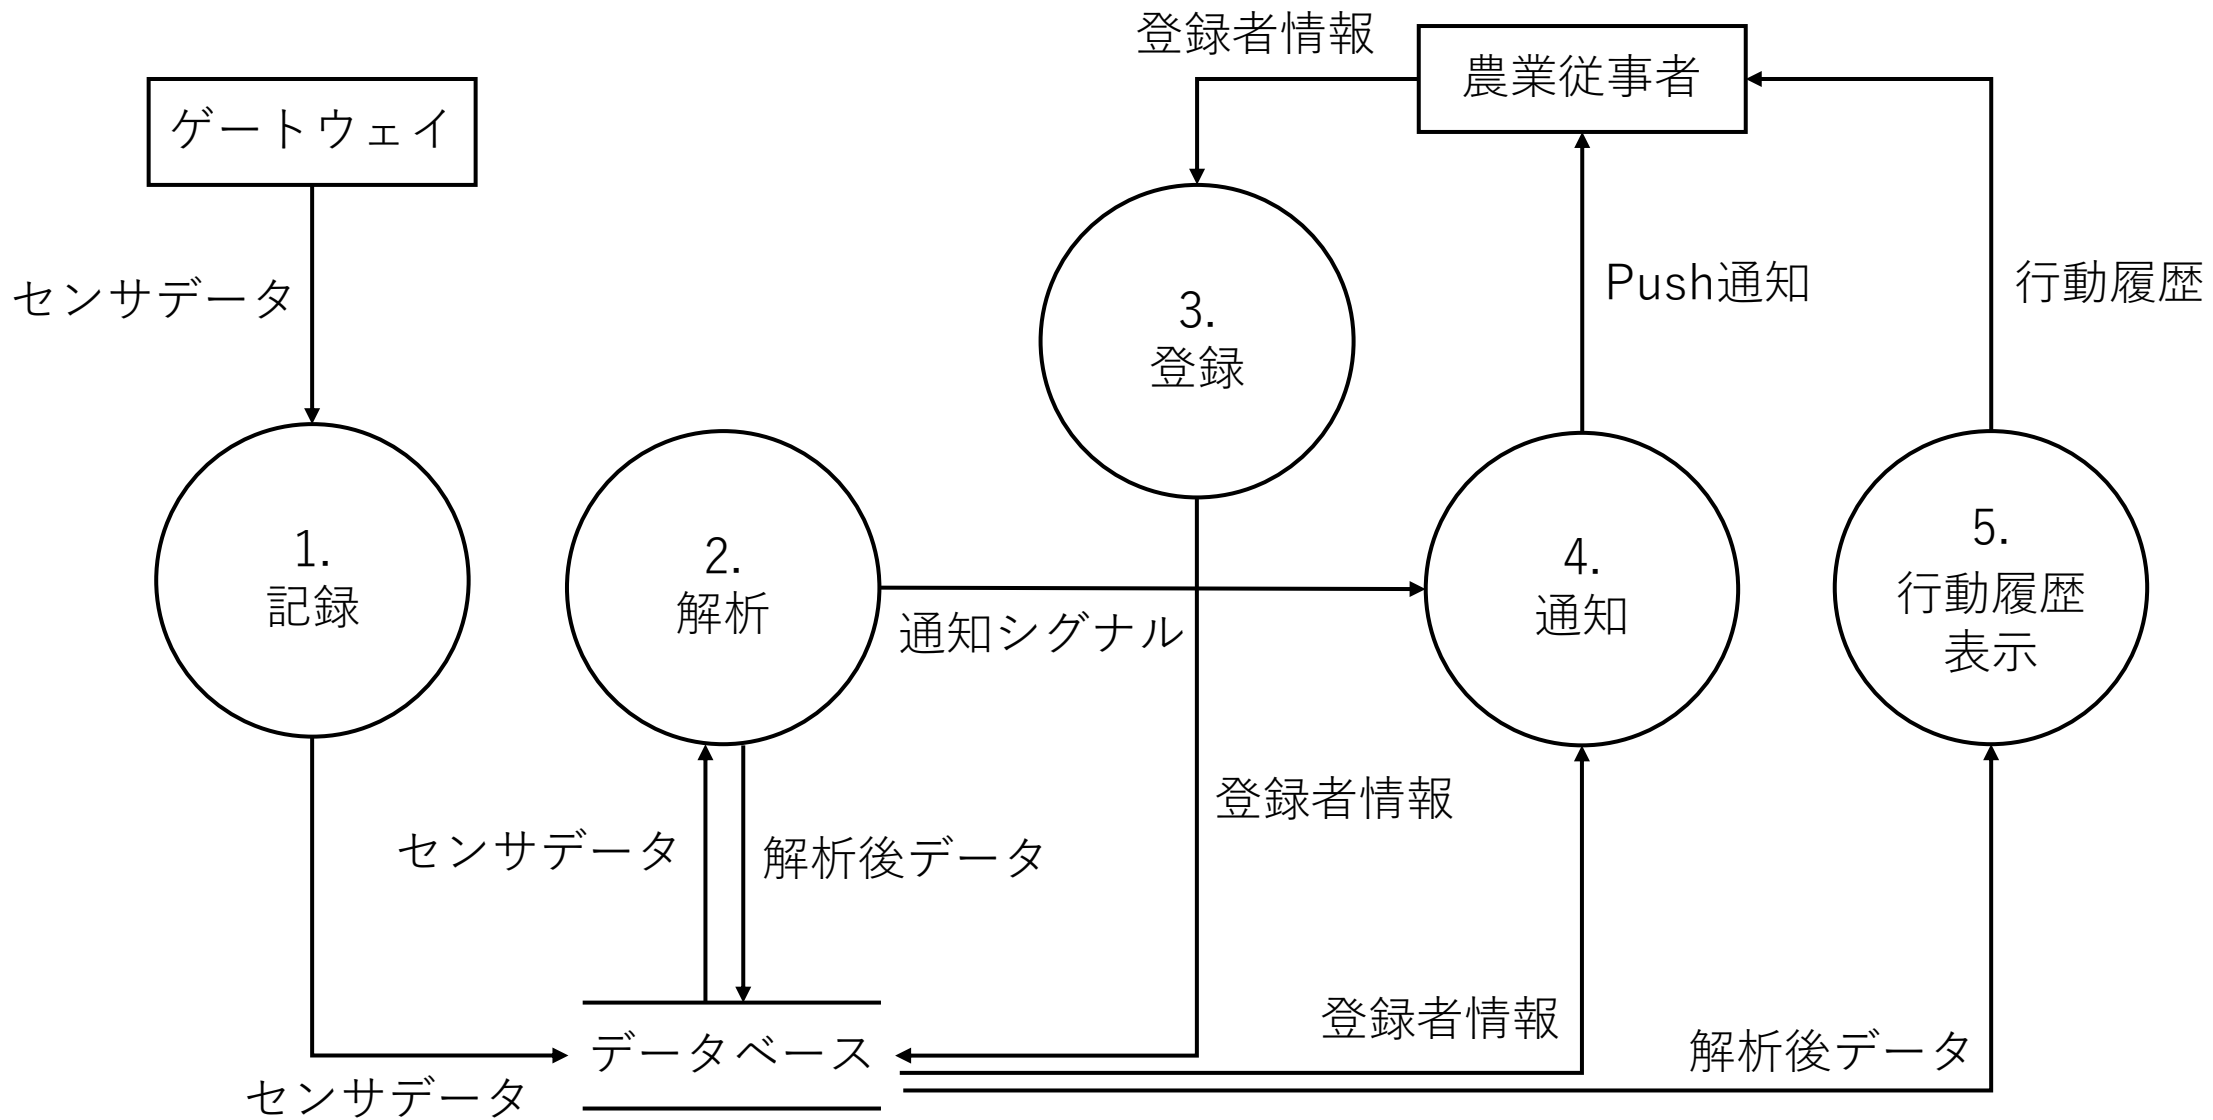 登録者情報
農業従事者
ゲートウェイ
センサデータ
Push通知
行動履歴
3.
登録
1.
記録
2.
解析
通知シグナル
4.
通知
5.
行動履歴
表示
登録者情報
センサデータ
解析後データ
登録者情報
解析後データ
データベース
センサデータ